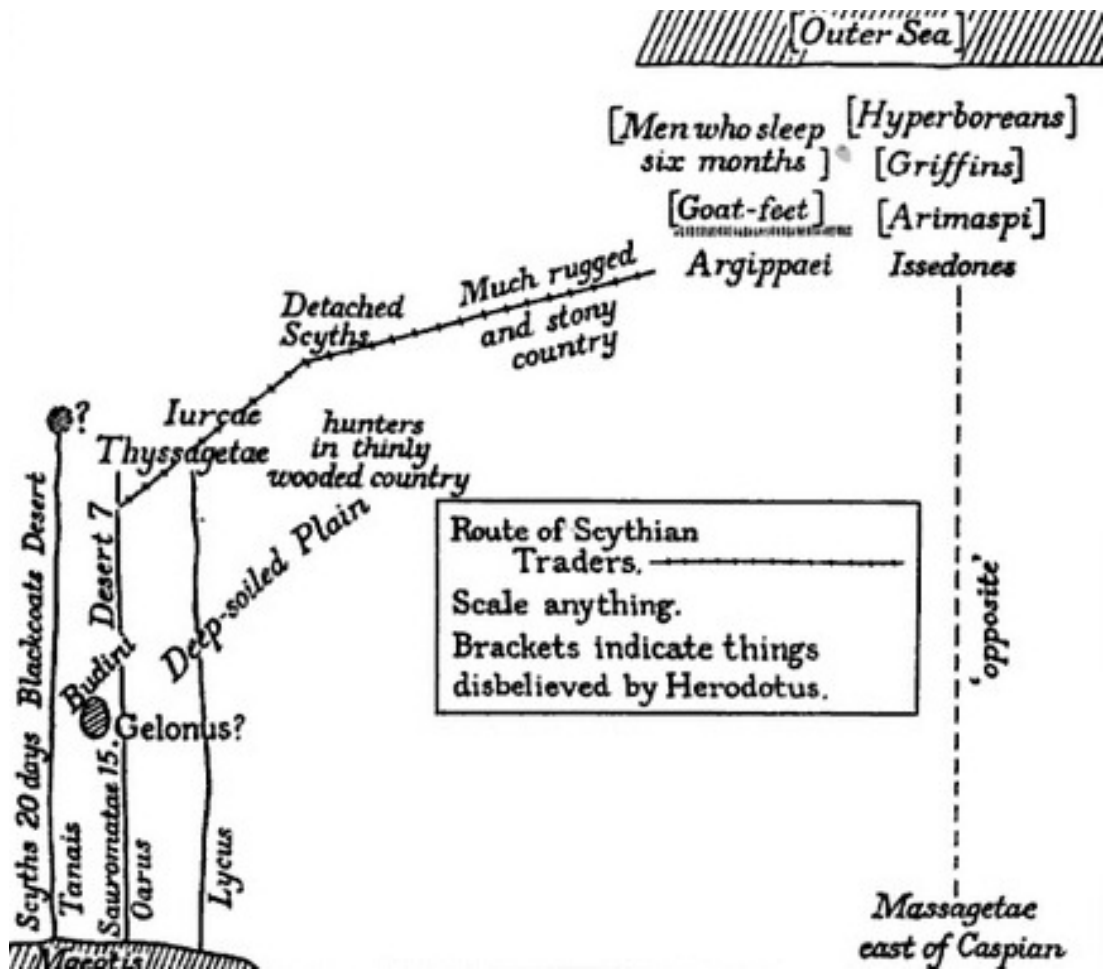 [Outer Sea]
[Men who sleep
six months ]
[Hyperboreans]
[Griffins]
[Goat-feet]
[Arimaspi]
Argippaei
Issedones
Much rugged
and stony
country
Detached
Scyths
?
Iurcae
Thyssagetae
hunters
in thinly
wooded country
Deep-soiled Plain
Desert 7
Budini
Gelonus?
Scyths 20 days Blackcoats Desert
Tanais
Sauromatae 15.
Oarus
Lycus
Maeotis
Route of Scythian
Traders.
Scale anything.
Brackets indicate things
disbelieved by Herodotus.
'opposite'
Massagetae
east of Caspian